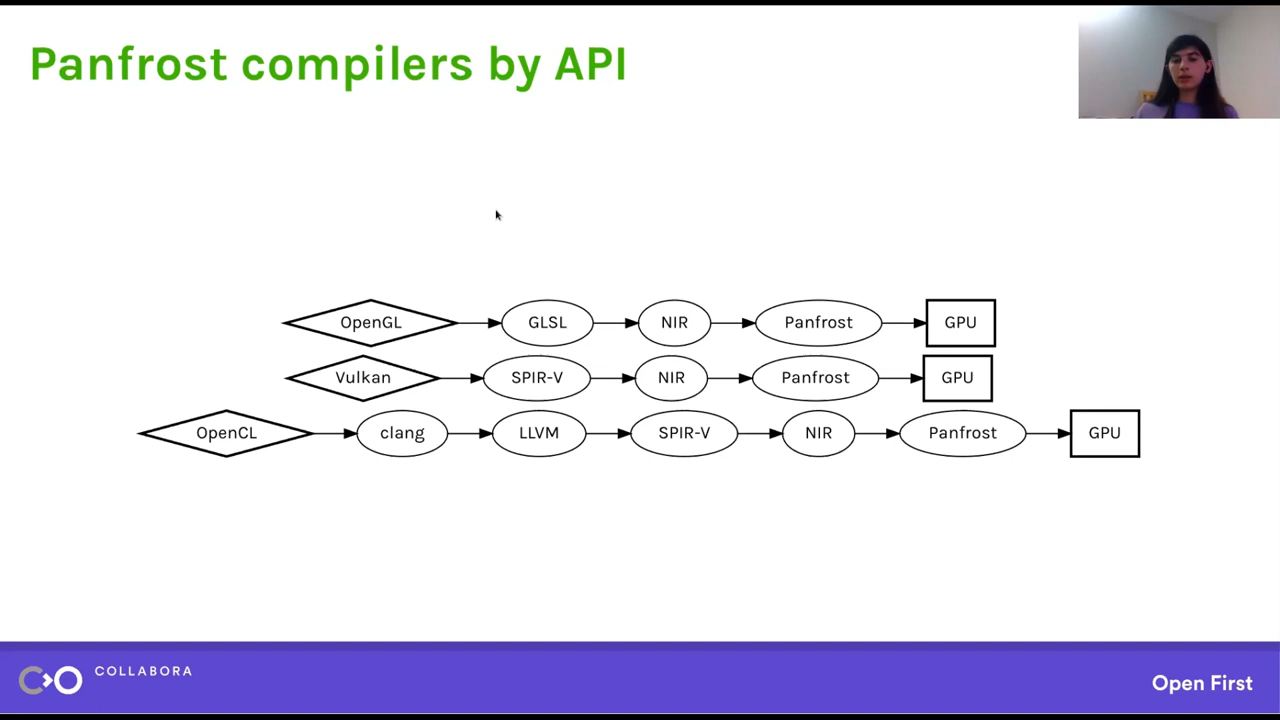 Panfrost compilers by API
OpenGL GLSL NIR Panfrost GPU
Vulkan SPIR-V NIR Panfrost GPU
OpenCL clang LLVM SPIR-V NIR Panfrost GPU
COLLABORA
Open First